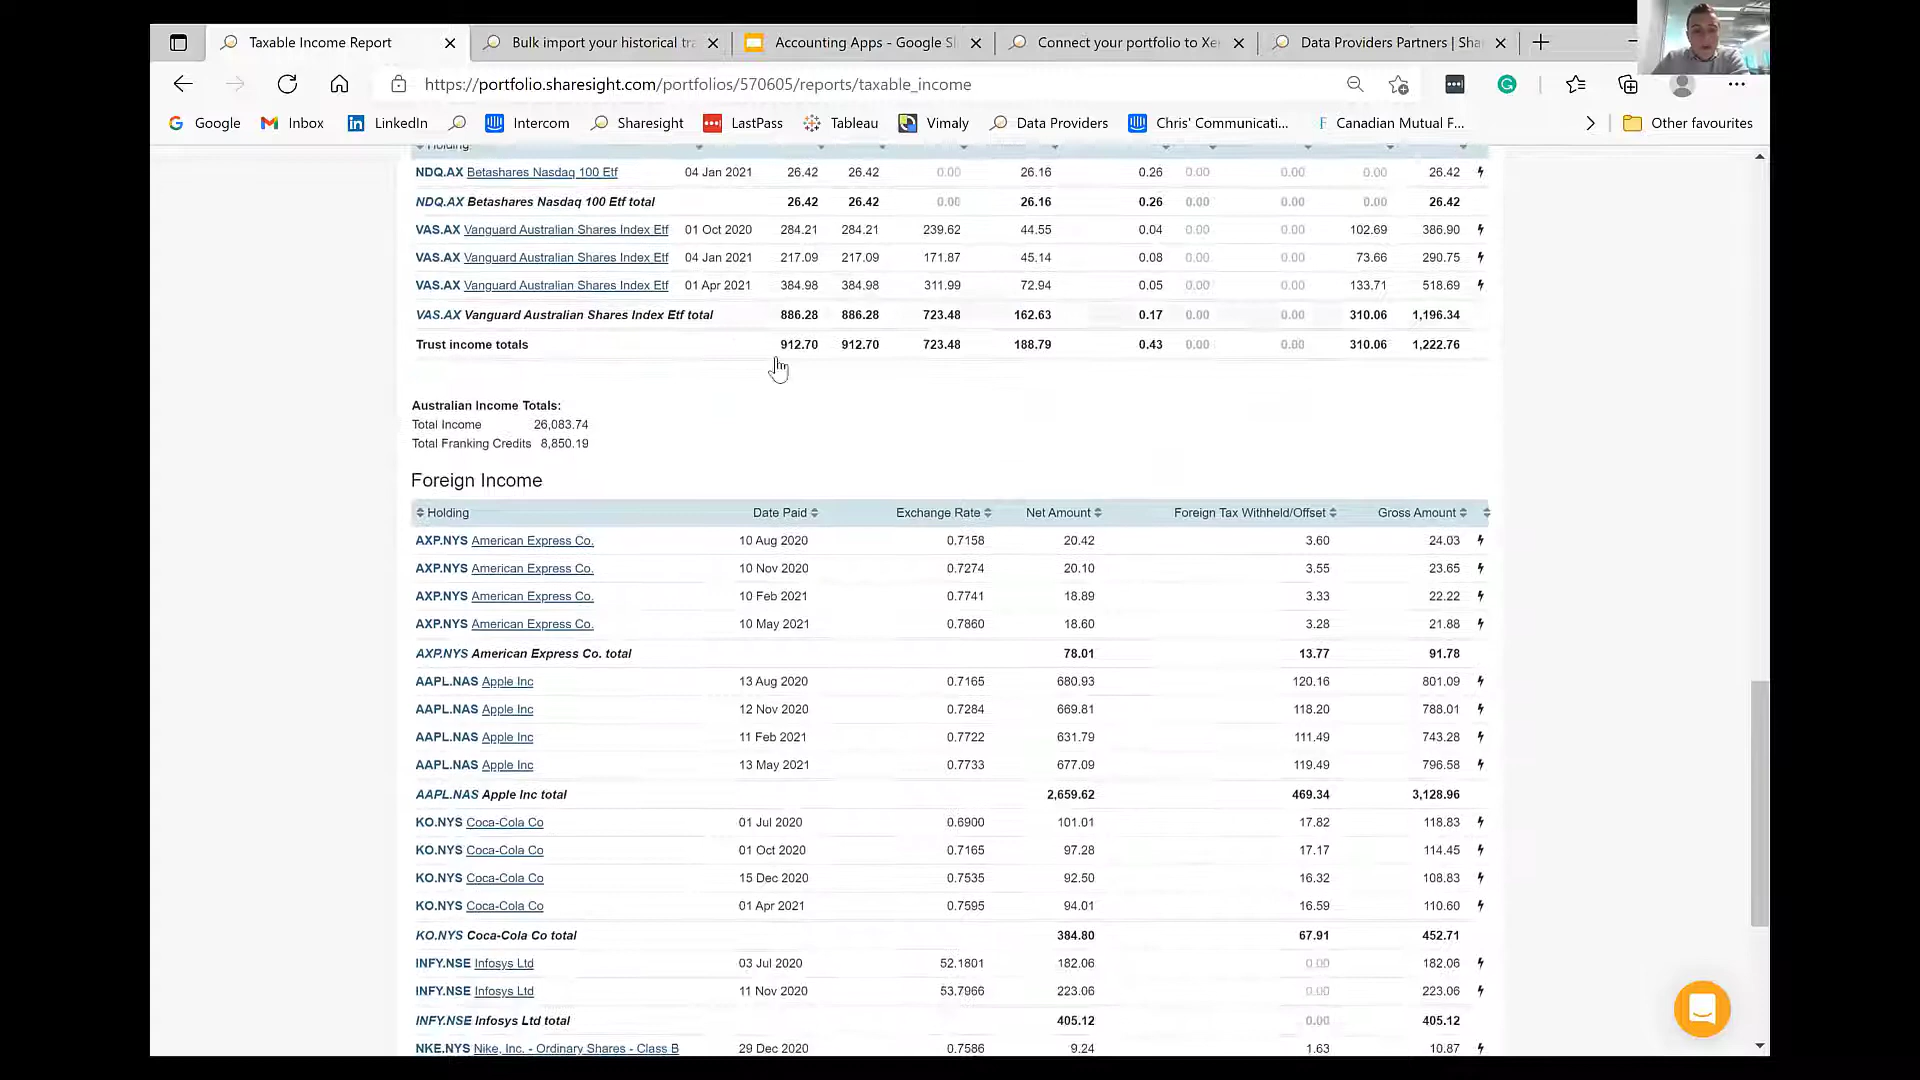 Taxable Income Report
Bulk import your historical tra
Accounting Apps - Google Sl
Connect your portfolio to Xe
Data Providers Partners | Sha
https://portfolio.sharesight.com/portfolios/570605/reports/taxable_income
Google Inbox LinkedIn Intercom Sharesight LastPass Tableau Vimaly Data Providers Chris' Communicati... Canadian Mutual F... Other favourites
Holding
NDQ.AX Betashares Nasdaq 100 Etf 04 Jan 2021 26.42 26.42 0.00 26.16 0.26 0.00 0.00 0.00 26.42
NDQ.AX Betashares Nasdaq 100 Etf total 26.42 26.42 0.00 26.16 0.26 0.00 0.00 0.00 26.42
VAS.AX Vanguard Australian Shares Index Etf 01 Oct 2020 284.21 284.21 239.62 44.55 0.04 0.00 0.00 102.69 386.90
VAS.AX Vanguard Australian Shares Index Etf 04 Jan 2021 217.09 217.09 171.87 45.14 0.08 0.00 0.00 73.66 290.75
VAS.AX Vanguard Australian Shares Index Etf 01 Apr 2021 384.98 384.98 311.99 72.94 0.05 0.00 0.00 133.71 518.69
VAS.AX Vanguard Australian Shares Index Etf total 886.28 886.28 723.48 162.63 0.17 0.00 0.00 310.06 1,196.34
Trust income totals 912.70 912.70 723.48 188.79 0.43 0.00 0.00 310.06 1,222.76
Australian Income Totals:
Total Income 26,083.74
Total Franking Credits 8,850.19
Foreign Income
Holding Date Paid Exchange Rate Net Amount Foreign Tax Withheld/Offset Gross Amount
AXP.NYS American Express Co. 10 Aug 2020 0.7158 20.42 3.60 24.03
AXP.NYS American Express Co. 10 Nov 2020 0.7274 20.10 3.55 23.65
AXP.NYS American Express Co. 10 Feb 2021 0.7741 18.89 3.33 22.22
AXP.NYS American Express Co. 10 May 2021 0.7860 18.60 3.28 21.88
AXP.NYS American Express Co. total 78.01 13.77 91.78
AAPL.NAS Apple Inc 13 Aug 2020 0.7165 680.93 120.16 801.09
AAPL.NAS Apple Inc 12 Nov 2020 0.7284 669.81 118.20 788.01
AAPL.NAS Apple Inc 11 Feb 2021 0.7722 631.79 111.49 743.28
AAPL.NAS Apple Inc 13 May 2021 0.7733 677.09 119.49 796.58
AAPL.NAS Apple Inc total 2,659.62 469.34 3,128.96
KO.NYS Coca-Cola Co 01 Jul 2020 0.6900 101.01 17.82 118.83
KO.NYS Coca-Cola Co 01 Oct 2020 0.7165 97.28 17.17 114.45
KO.NYS Coca-Cola Co 15 Dec 2020 0.7535 92.50 16.32 108.83
KO.NYS Coca-Cola Co 01 Apr 2021 0.7595 94.01 16.59 110.60
KO.NYS Coca-Cola Co total 384.80 67.91 452.71
INFY.NSE Infosys Ltd 03 Jul 2020 52.1801 182.06 0.00 182.06
INFY.NSE Infosys Ltd 11 Nov 2020 53.7966 223.06 0.00 223.06
INFY.NSE Infosys Ltd total 405.12 0.00 405.12
NKE.NYS Nike, Inc. - Ordinary Shares - Class B 29 Dec 2020 0.7586 9.24 1.63 10.87